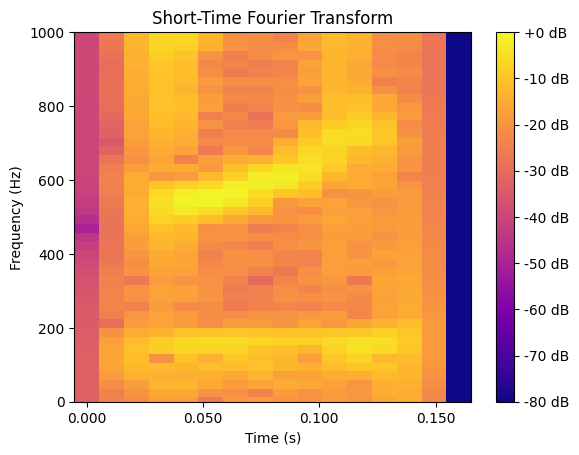 Short-Time Fourier Transform
Frequency (Hz)
1000
800
600
400
200
0
0.000
0.050
0.100
0.150
Time (s)
+0 dB
-10 dB
-20 dB
-30 dB
-40 dB
-50 dB
-60 dB
-70 dB
-80 dB